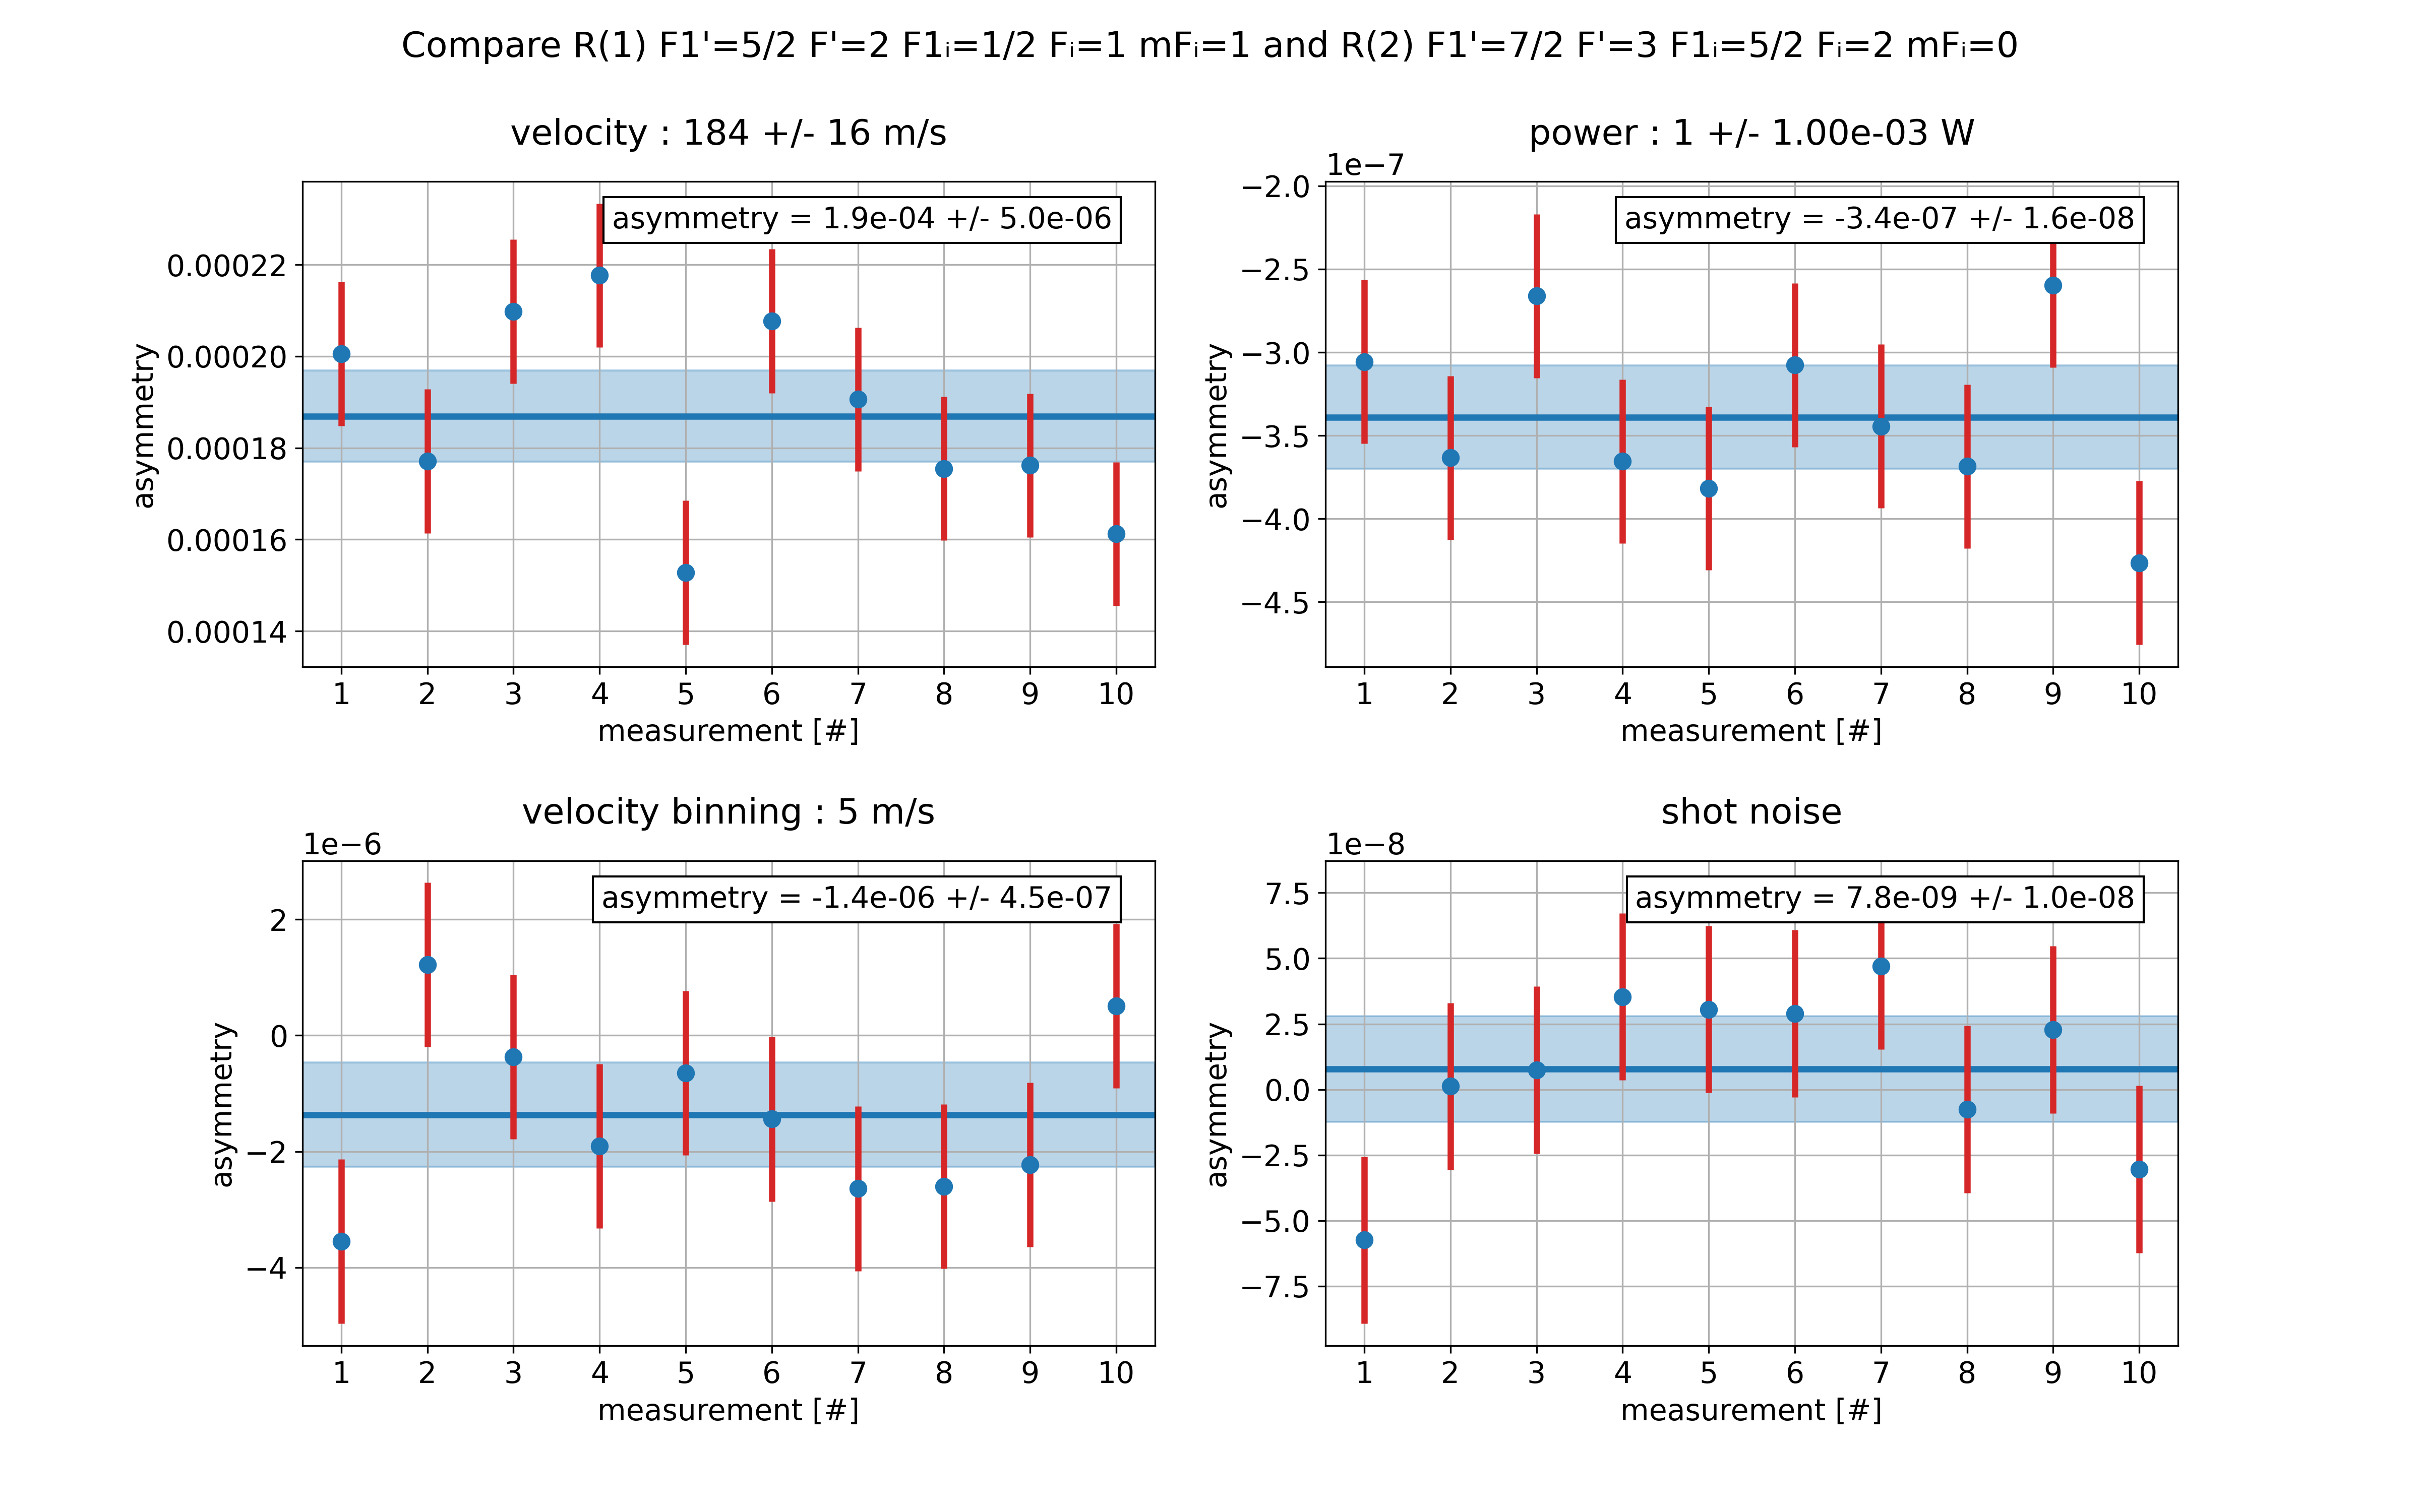 Compare R(1) F1'=5/2 F'=2 F1ᵢ=1/2 Fᵢ=1 mFᵢ=1 and R(2) F1'=7/2 F'=3 F1ᵢ=5/2 Fᵢ=2 mFᵢ=0
velocity : 184 +/- 16 m/s
asymmetry = 1.9e-04 +/- 5.0e-06
0.00022
0.00020
0.00018
0.00016
0.00014
asymmetry
1 2 3 4 5 6 7 8 9 10
measurement [#]
power : 1 +/- 1.00e-03 W
1e−7
asymmetry = -3.4e-07 +/- 1.6e-08
−2.0
−2.5
−3.0
−3.5
−4.0
−4.5
asymmetry
1 2 3 4 5 6 7 8 9 10
measurement [#]
velocity binning : 5 m/s
1e−6
asymmetry = -1.4e-06 +/- 4.5e-07
2
0
−2
−4
asymmetry
1 2 3 4 5 6 7 8 9 10
measurement [#]
shot noise
1e−8
asymmetry = 7.8e-09 +/- 1.0e-08
7.5
5.0
2.5
0.0
−2.5
−5.0
−7.5
asymmetry
1 2 3 4 5 6 7 8 9 10
measurement [#]